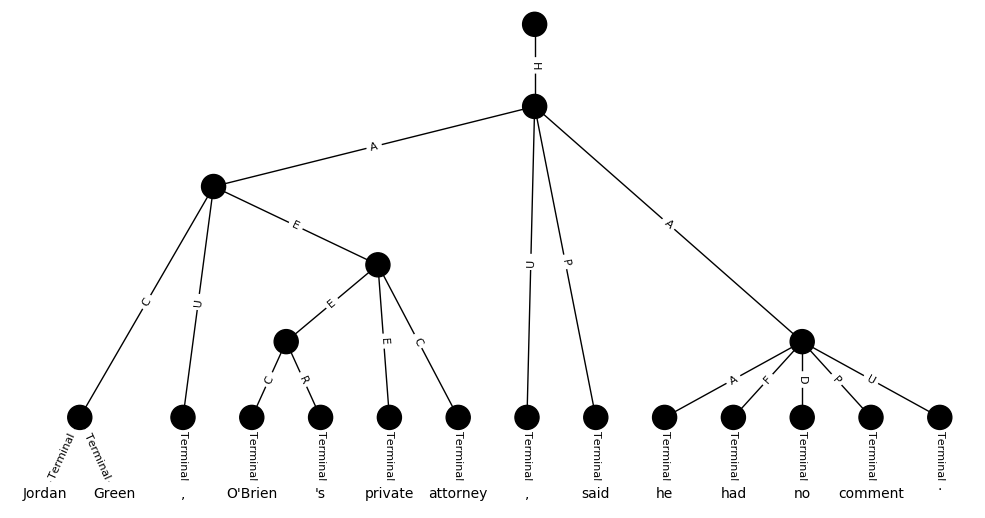 H
A
C
U
E
E
C
R
E
C
U
P
A
A
F
D
P
U
Terminal Terminal Terminal Terminal Terminal Terminal Terminal Terminal Terminal Terminal Terminal Terminal Terminal Terminal
Jordan Green , O'Brien 's private attorney , said he had no comment .